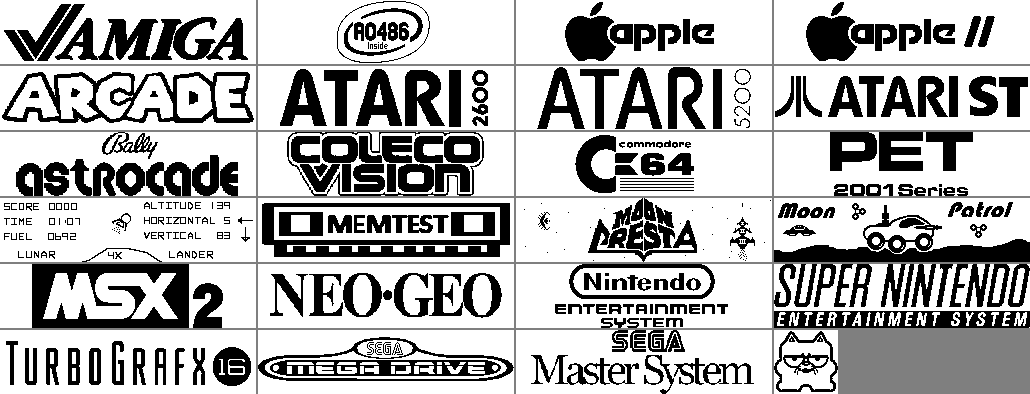 AMIGA
AO486
Inside
apple
apple //
ARCADE
ATARI 2600
ATARI 5200
ATARI ST
Bally
astrocade
COLECO
VISION
commodore
C 64
PET
2001 Series
SCORE 0000 ALTITUDE 139
TIME 01:07 HORIZONTAL 5 ←
FUEL 0692 VERTICAL 83 ↓
LUNAR 4X LANDER
MEMTEST
MOON
CRESTA
Moon Patrol
MSX 2
NEO•GEO
Nintendo
ENTERTAINMENT
SYSTEM
SUPER NINTENDO
ENTERTAINMENT SYSTEM
TURBOGRAFX 16
SEGA
MEGA DRIVE
SEGA
Master System